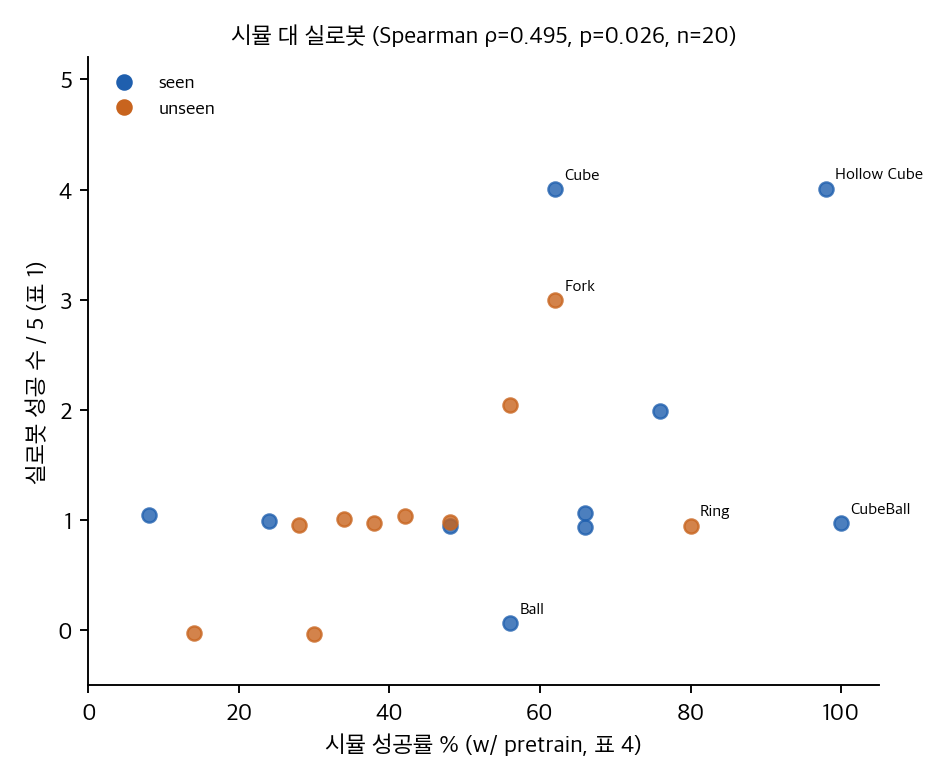 시뮬 대 실로봇 (Spearman ρ=0.495, p=0.026, n=20)
seen
unseen
실로봇 성공 수 / 5 (표 1)
5
4
3
2
1
0
Cube
Hollow Cube
Fork
Ring
CubeBall
Ball
0 20 40 60 80 100
시뮬 성공률 % (w/ pretrain, 표 4)